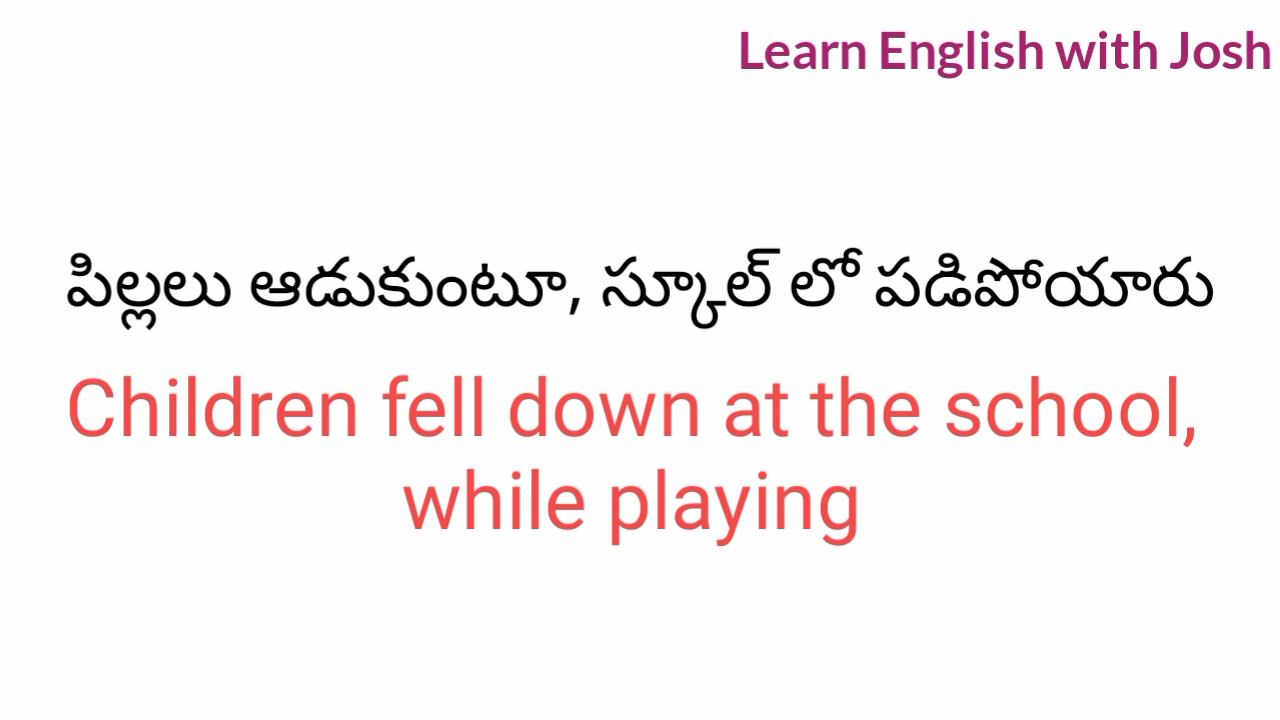 Learn English with Josh
పిల్లలు ఆడుకుంటూ, స్కూల్ లో పడిపోయారు
Children fell down at the school,
while playing